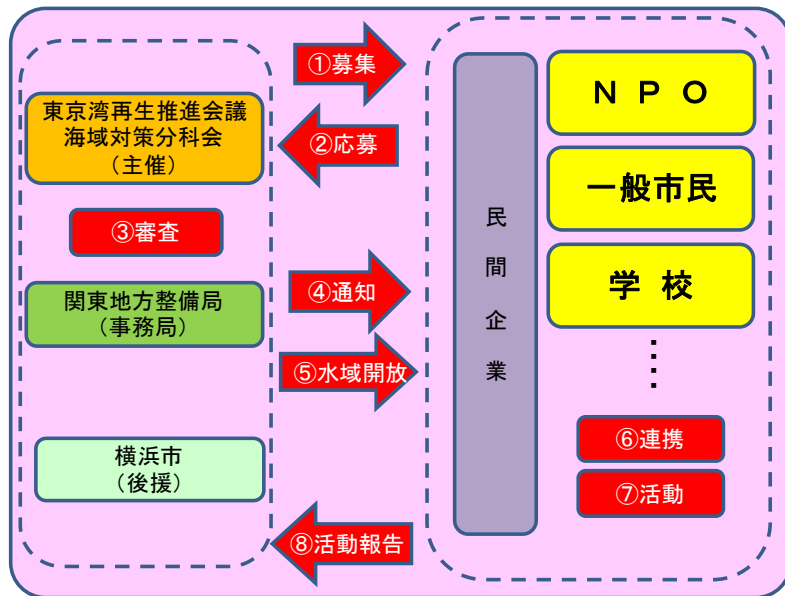 東京湾再生推進会議
海域対策分科会
（主催）
③審査
関東地方整備局
（事務局）
横浜市
（後援）
①募集
②応募
④通知
⑤水域開放
⑧活動報告
民間企業
ＮＰＯ
一般市民
学校
⋮
⑥連携
⑦活動